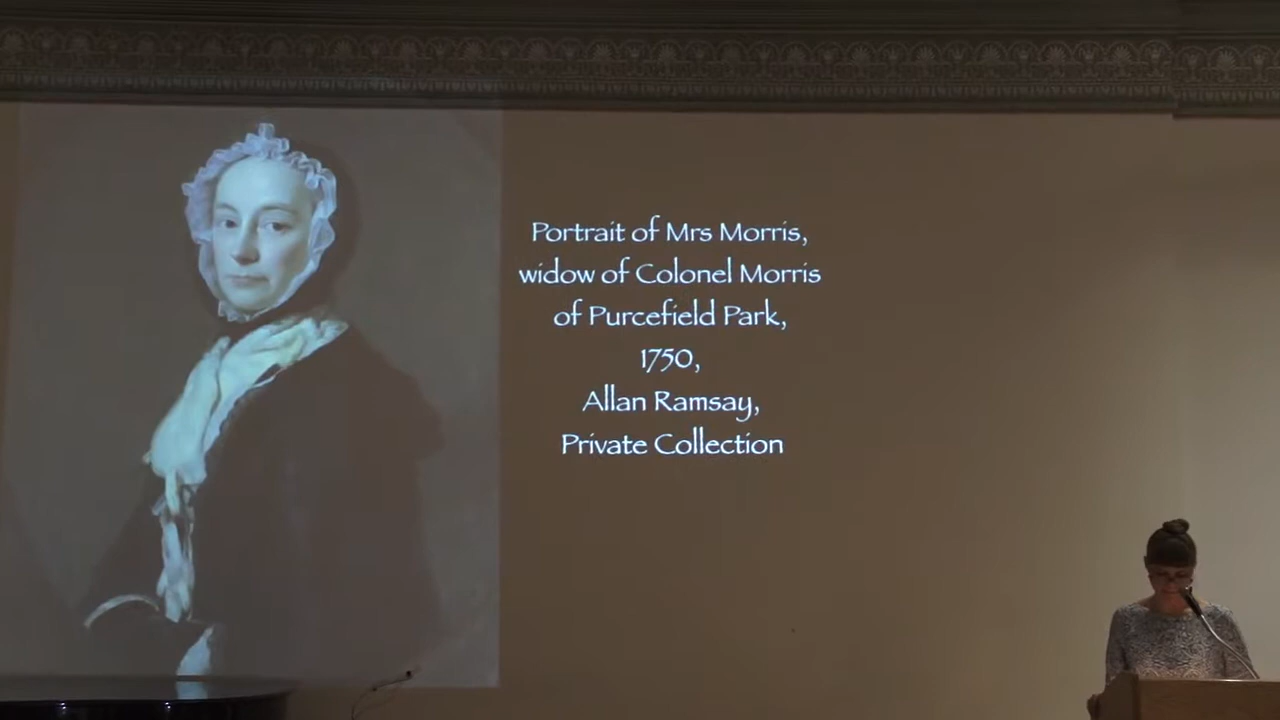 Portrait of Mrs Morris,
widow of Colonel Morris
of Purcefield Park,
1750,
Allan Ramsay,
Private Collection